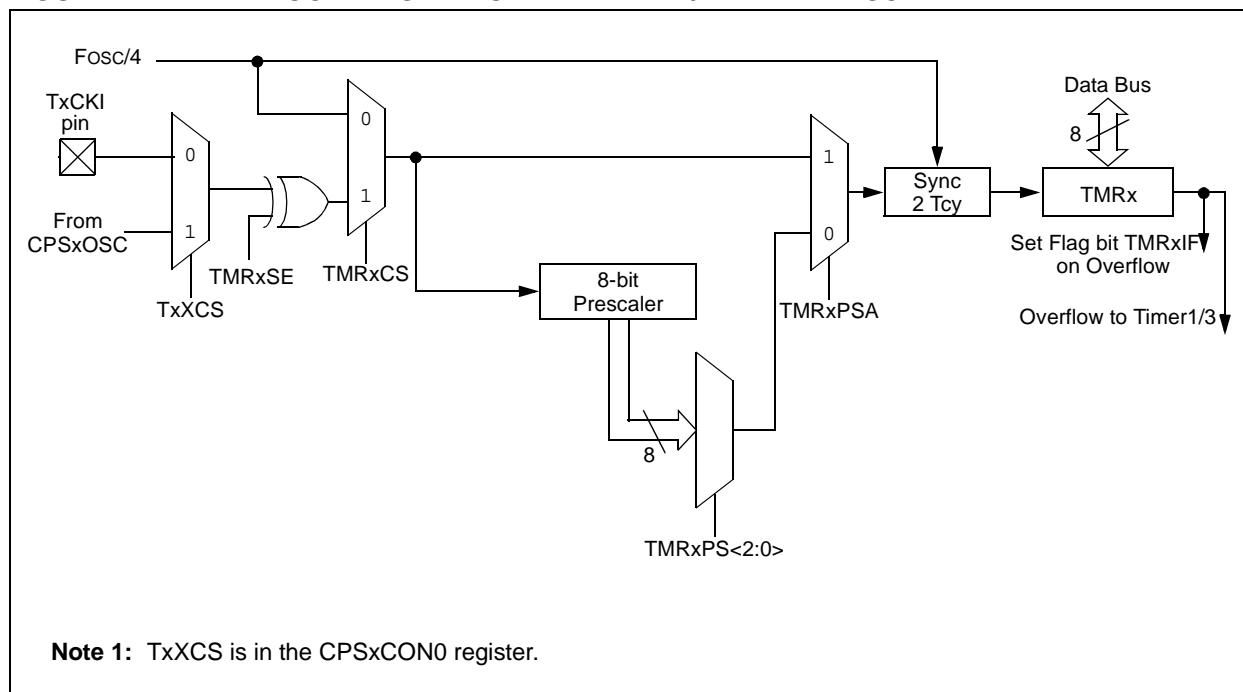 FOSC/4
TxCKI
pin
0
1
From
CPSxOSC
TxXCS
TMRxSE
0
1
TMRxCS
8-bit
Prescaler
8
TMRxPS<2:0>
1
0
TMRxPSA
Sync
2 Tcy
Data Bus
8
TMRx
Set Flag bit TMRxIF
on Overflow
Overflow to Timer1/3
Note 1: TxXCS is in the CPSxCON0 register.